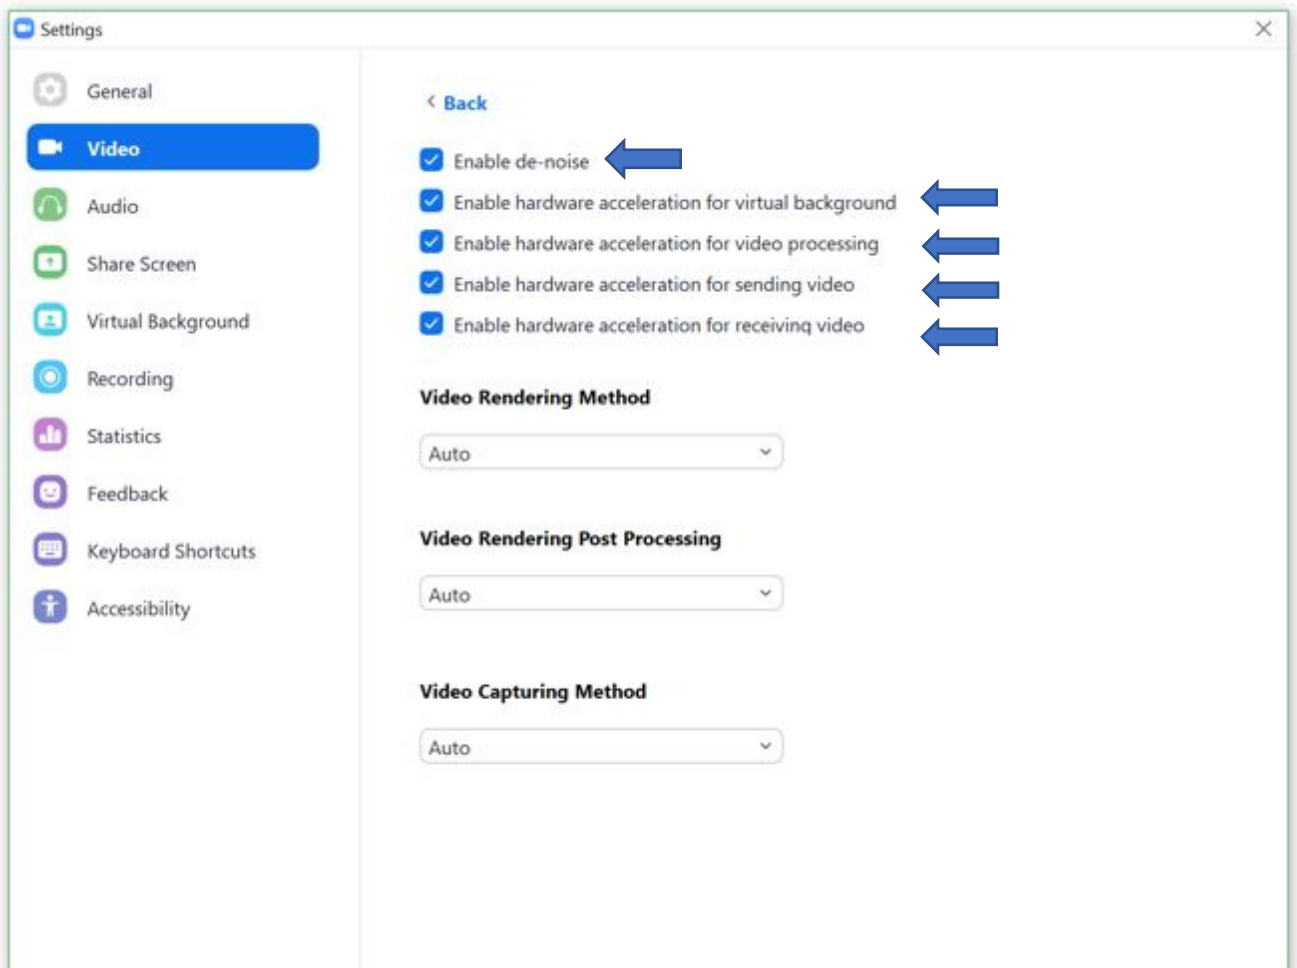 Settings
General
Video
Audio
Share Screen
Virtual Background
Recording
Statistics
Feedback
Keyboard Shortcuts
Accessibility
Back
Enable de-noise
Enable hardware acceleration for virtual background
Enable hardware acceleration for video processing
Enable hardware acceleration for sending video
Enable hardware acceleration for receiving video
Video Rendering Method
Auto
Video Rendering Post Processing
Auto
Video Capturing Method
Auto